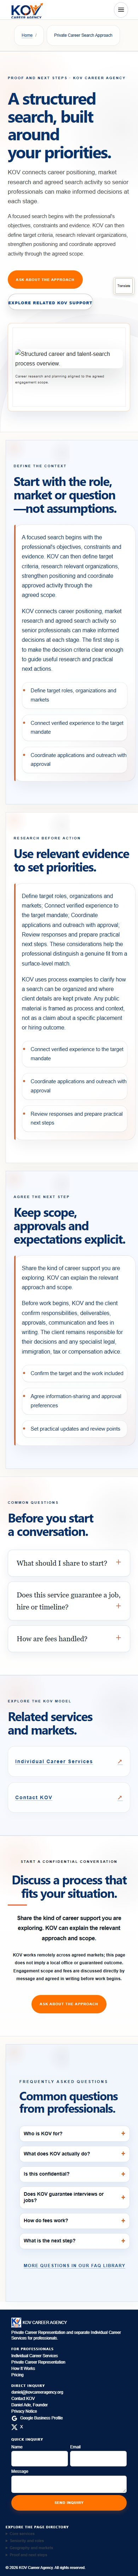 KOV
CAREER AGENCY
Home / Private Career Search Approach
PROOF AND NEXT STEPS · KOV CAREER AGENCY
A structured
search, built
around
your priorities.
KOV connects career positioning, market
research and agreed search activity so senior
professionals can make informed decisions at
each stage.
A focused search begins with the professional's
objectives, constraints and evidence. KOV can then
define target criteria, research relevant organisations,
strengthen positioning and coordinate approved
activity through the agreed scope.
ASK ABOUT THE APPROACH
EXPLORE RELATED KOV SUPPORT
Translate
Structured career and talent-search
process overview.
Career research and planning aligned to the agreed
engagement scope.
DEFINE THE CONTEXT
Start with the role,
market or question
—not assumptions.
A focused search begins with the
professional's objectives, constraints and
evidence. KOV can then define target
criteria, research relevant organisations,
strengthen positioning and coordinate
approved activity through the
agreed scope.
KOV connects career positioning, market
research and agreed search activity so
senior professionals can make informed
decisions at each stage. The first step is
to make the decision criteria clear enough
to guide useful research and practical
next actions.
Define target roles, organizations and
markets
Connect verified experience to the target
mandate
Coordinate applications and outreach with
approval
RESEARCH BEFORE ACTION
Use relevant evidence
to set priorities.
Define target roles, organizations and
markets; Connect verified experience to
the target mandate; Coordinate
applications and outreach with approval;
Review responses and prepare practical
next steps. Together these help the
professional distinguish a genuine fit from
a surface-level match.
KOV uses process examples to clarify how
a search can be organized and where
client details are protected. Any public
material is framed as process and context,
not as a claim about a specific placement
or hiring outcome.
Connect verified experience to the target
mandate
Coordinate applications and outreach with
approval
Review responses and prepare practical
next steps
AGREE THE NEXT STEP
Keep scope,
approvals and
expectations explicit.
Share the kind of career support you are
exploring. KOV can explain the relevant
approach and scope.
Before work begins, KOV and the client
confirm responsibilities, deliverables,
approvals, communication and fees in
writing. The client remains responsible for
their decisions and for any specialist legal,
immigration, tax or compensation advice.
Confirm the target and the work included
Agree information-sharing and approval
preferences
Set practical updates and review points
COMMON QUESTIONS
Before you start
a conversation.
What should I share to start? +
Does this service guarantee a job,
hire or timeline? +
How are fees handled? +
EXPLORE THE KOV MODEL
Related services
and markets.
Individual Career Services ↗
Contact KOV ↗
START A CONFIDENTIAL CONVERSATION
Discuss a process that
fits your situation.
Share the kind of career support you are
exploring. KOV can explain the relevant
approach and scope.
KOV works remotely across agreed markets; this page
does not imply a local office or guaranteed outcome.
Engagement scope and fees are discussed directly by
message and agreed in writing before work begins.
ASK ABOUT THE APPROACH
FREQUENTLY ASKED QUESTIONS
Common questions
from professionals.
Who is KOV for? +
What does KOV actually do? +
Is this confidential? +
Does KOV guarantee interviews or
jobs? +
How do fees work? +
What is the next step? +
MORE QUESTIONS IN OUR FAQ LIBRARY
KOV CAREER AGENCY
Private Career Representation and separate Individual Career
Services for professionals.
FOR PROFESSIONALS
Individual Career Services
Private Career Representation
How It Works
Pricing
DIRECT INQUIRY
daniel@kovcareeragency.org
Contact KOV
Daniel Adir, Founder
Privacy Notice
Google Business Profile
X
QUICK INQUIRY
Name Email
Message
SEND INQUIRY
EXPLORE THE PAGE DIRECTORY
© 2026 KOV Career Agency. All rights reserved.